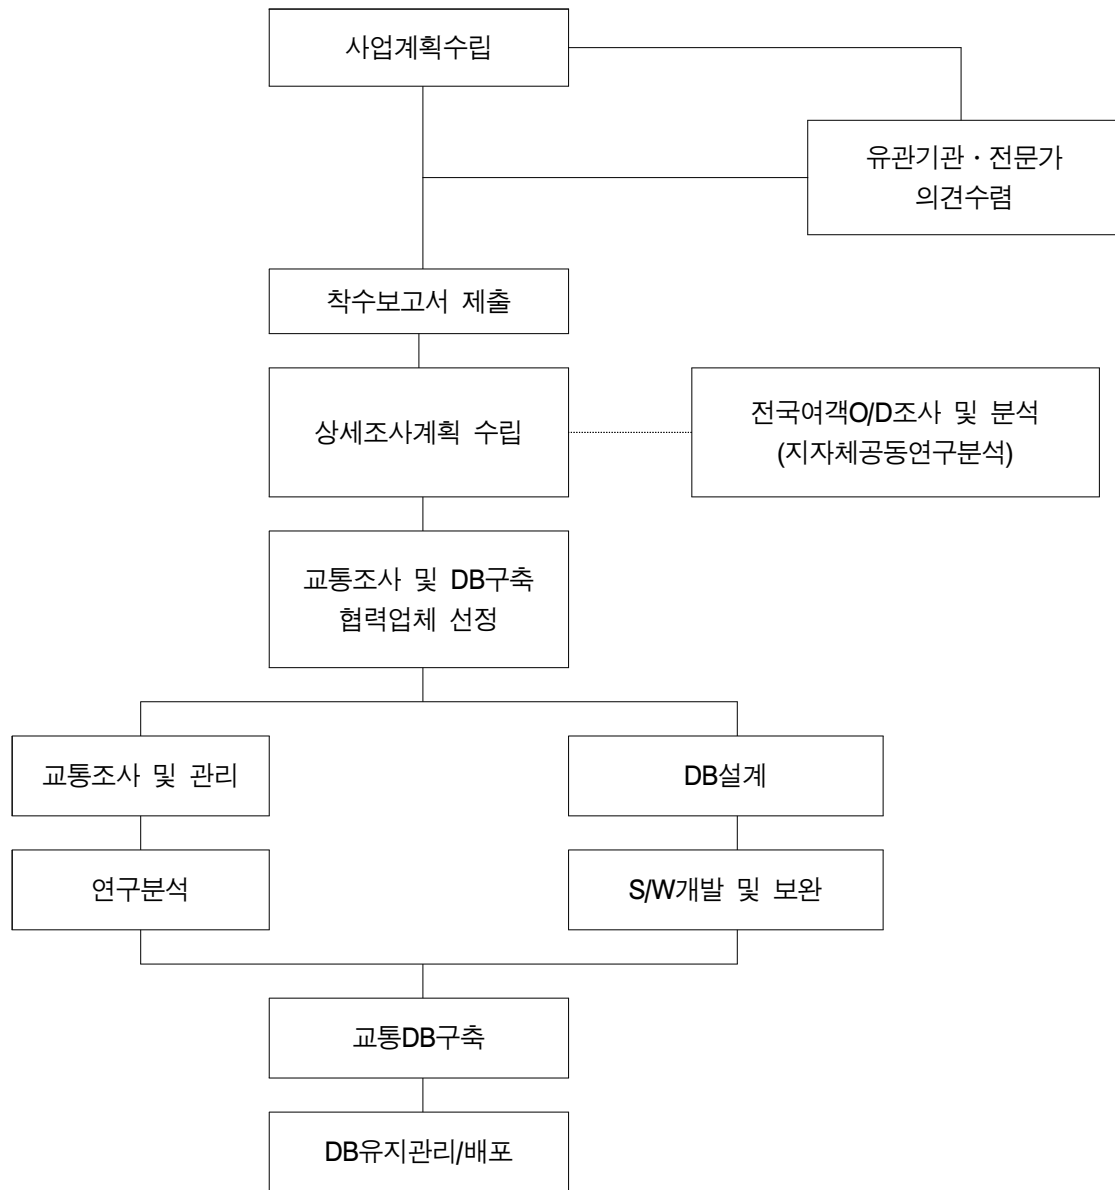 사업계획수립
유관기관 · 전문가
의견수렴
착수보고서 제출
상세조사계획 수립
전국여객O/D조사 및 분석
(지자체공동연구분석)
교통조사 및 DB구축
협력업체 선정
교통조사 및 관리
DB설계
연구분석
S/W개발 및 보완
교통DB구축
DB유지관리/배포